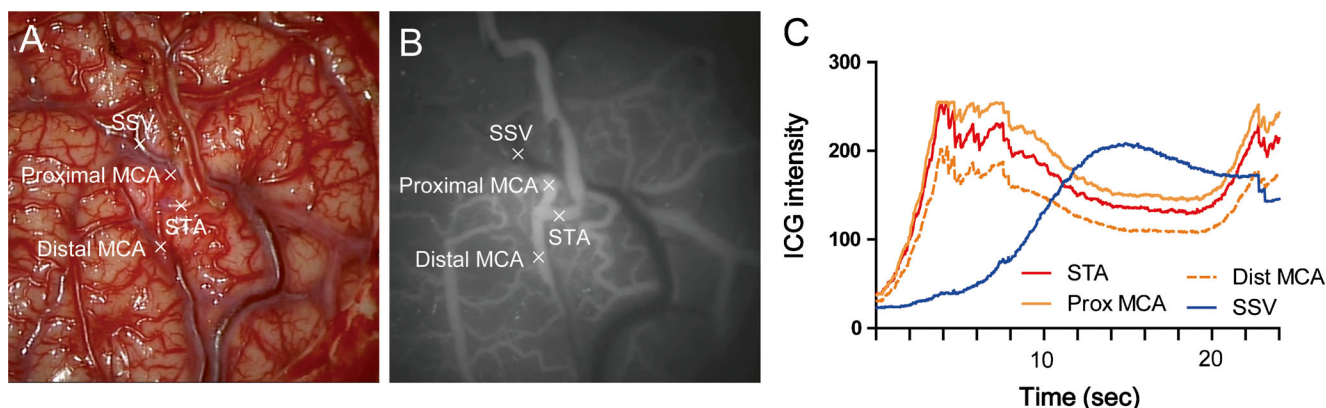 A
SSV
Proximal MCA
STA
Distal MCA
B
SSV
Proximal MCA
STA
Distal MCA
C
300
200
100
0
ICG intensity
10
20
Time (sec)
STA
Prox MCA
Dist MCA
SSV